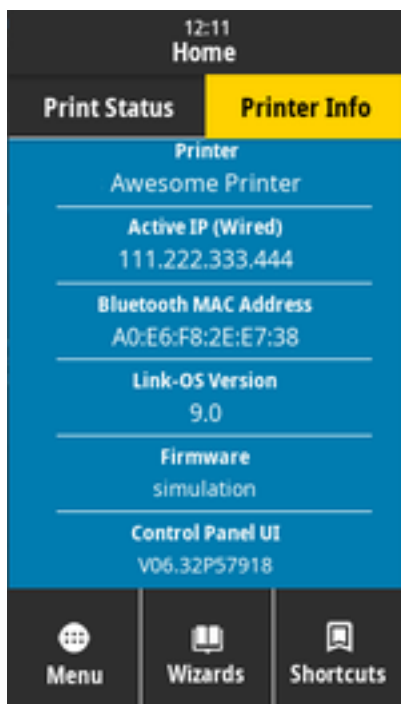 12:11
Home
Print Status
Printer Info
Printer
Awesome Printer
Active IP (Wired)
111.222.333.444
Bluetooth MAC Address
A0:E6:F8:2E:E7:38
Link-OS Version
9.0
Firmware
simulation
Control Panel UI
V06.32P57918
Menu
Wizards
Shortcuts